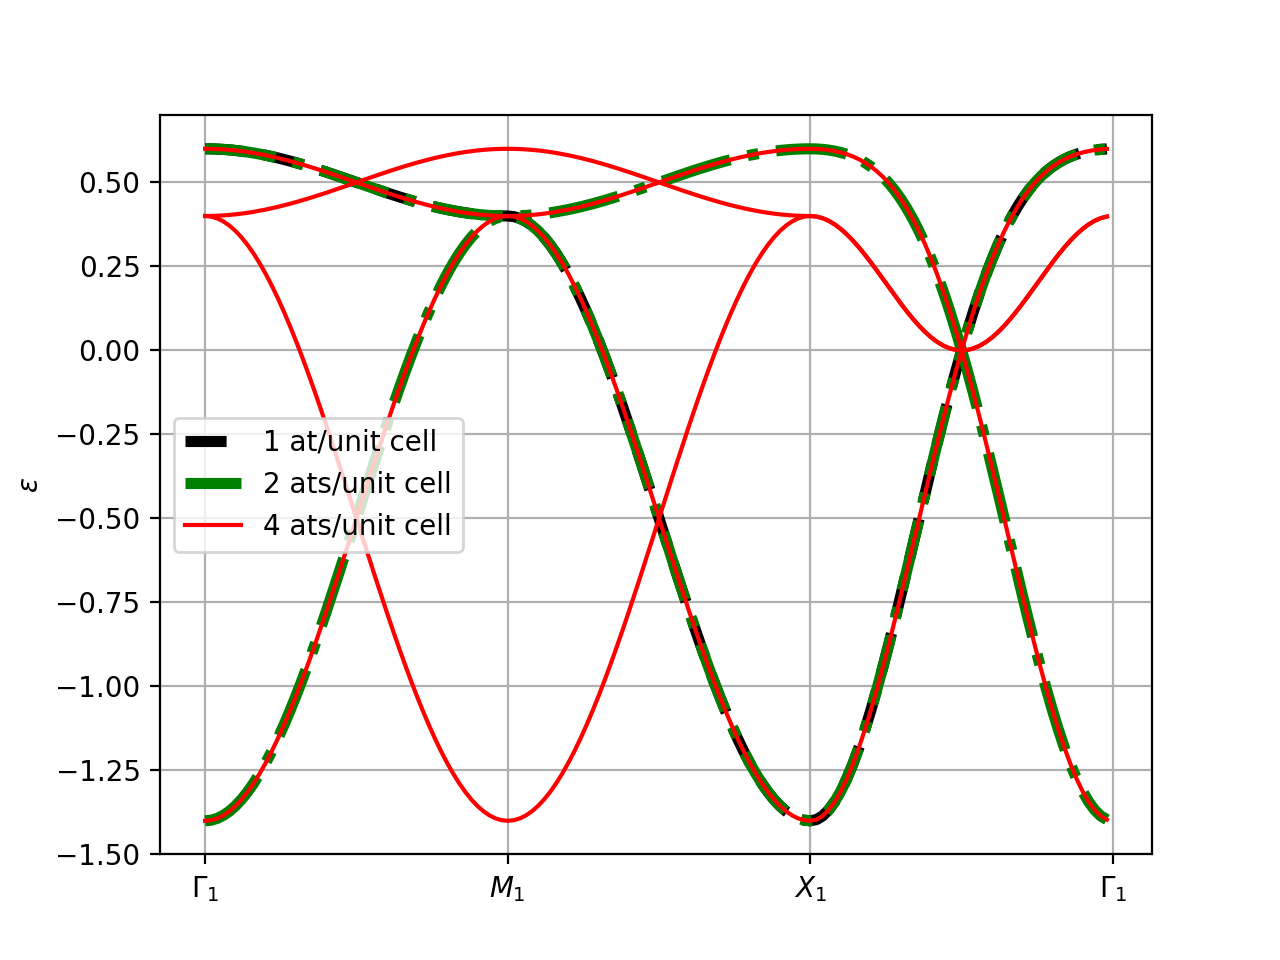 0.50
0.25
0.00
−0.25
−0.50
−0.75
−1.00
−1.25
−1.50
ε
1 at/unit cell
2 ats/unit cell
4 ats/unit cell
Γ₁ M₁ X₁ Γ₁